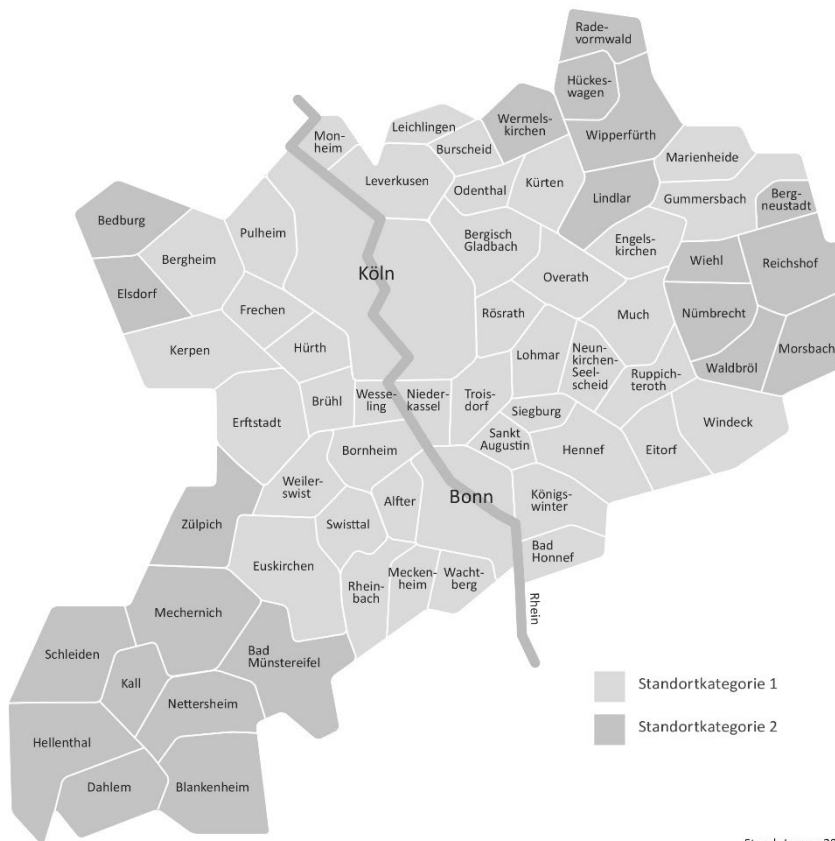 Rade-
vormwald
Hückes-
wagen
Wermels-
kirchen
Wipperfürth
Leichlingen
Mon-
heim
Burscheid
Marienheide
Leverkusen
Odenthal
Kürten
Lindlar
Gummersbach
Berg-
neustadt
Bedburg
Pulheim
Bergisch
Gladbach
Engels-
kirchen
Bergheim
Wiehl
Reichshof
Köln
Overath
Elsdorf
Frechen
Rösrath
Much
Nümbrecht
Kerpen
Hürth
Lohmar
Neun-
kirchen-
Seel-
scheid
Morsbach
Ruppich-
teroth
Waldbröl
Brühl
Wesse-
ling
Nieder-
kassel
Trois-
dorf
Erftstadt
Siegburg
Windeck
Sankt
Augustin
Bornheim
Hennef
Eitorf
Weiler-
swist
Alfter
Bonn
Königs-
winter
Zülpich
Swisttal
Bad
Honnef
Euskirchen
Rhein-
bach
Mecken-
heim
Wacht-
berg
Rhein
Mechernich
Schleiden
Bad
Münstereifel
Kall
Nettersheim
Hellenthal
Dahlem
Blankenheim
Standortkategorie 1
Standortkategorie 2